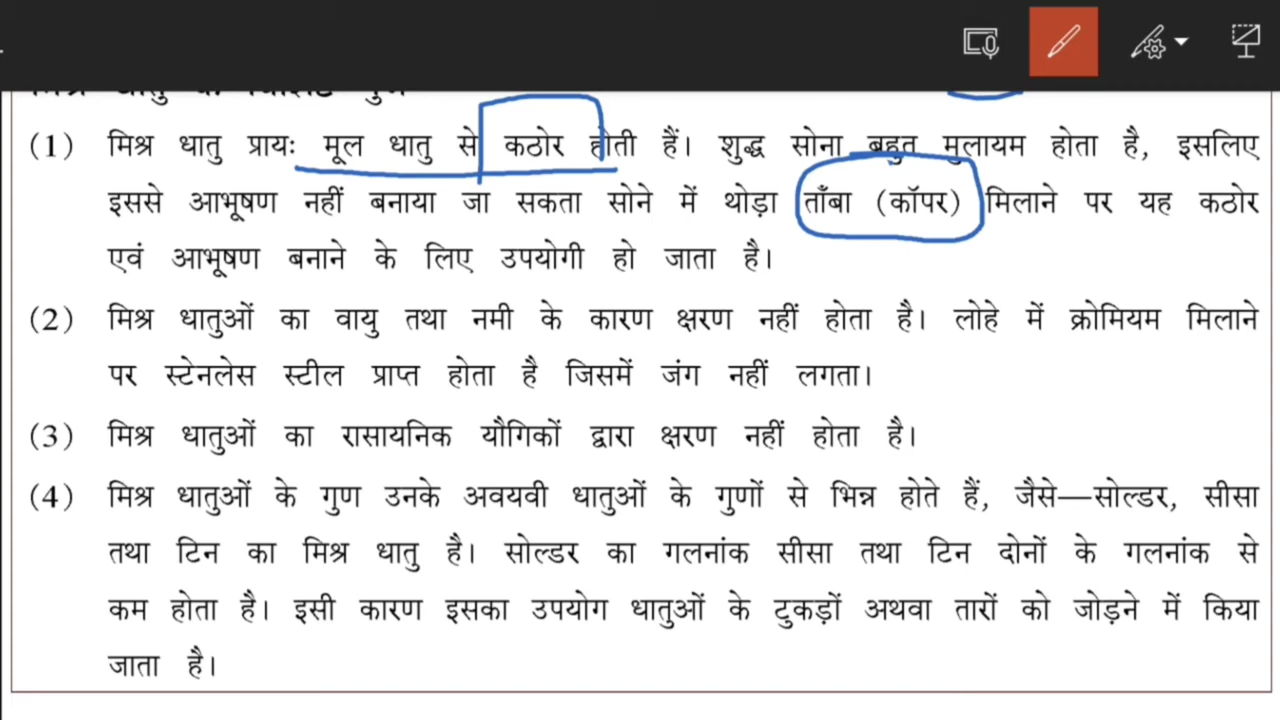 (1) मिश्र धातु प्रायः मूल धातु से कठोर होती हैं। शुद्ध सोना बहुत मुलायम होता है, इसलिए
इससे आभूषण नहीं बनाया जा सकता सोने में थोड़ा ताँबा (कॉपर) मिलाने पर यह कठोर
एवं आभूषण बनाने के लिए उपयोगी हो जाता है।
(2) मिश्र धातुओं का वायु तथा नमी के कारण क्षरण नहीं होता है। लोहे में क्रोमियम मिलाने
पर स्टेनलेस स्टील प्राप्त होता है जिसमें जंग नहीं लगता।
(3) मिश्र धातुओं का रासायनिक यौगिकों द्वारा क्षरण नहीं होता है।
(4) मिश्र धातुओं के गुण उनके अवयवी धातुओं के गुणों से भिन्न होते हैं, जैसे—सोल्डर, सीसा
तथा टिन का मिश्र धातु है। सोल्डर का गलनांक सीसा तथा टिन दोनों के गलनांक से
कम होता है। इसी कारण इसका उपयोग धातुओं के टुकड़ों अथवा तारों को जोड़ने में किया
जाता है।